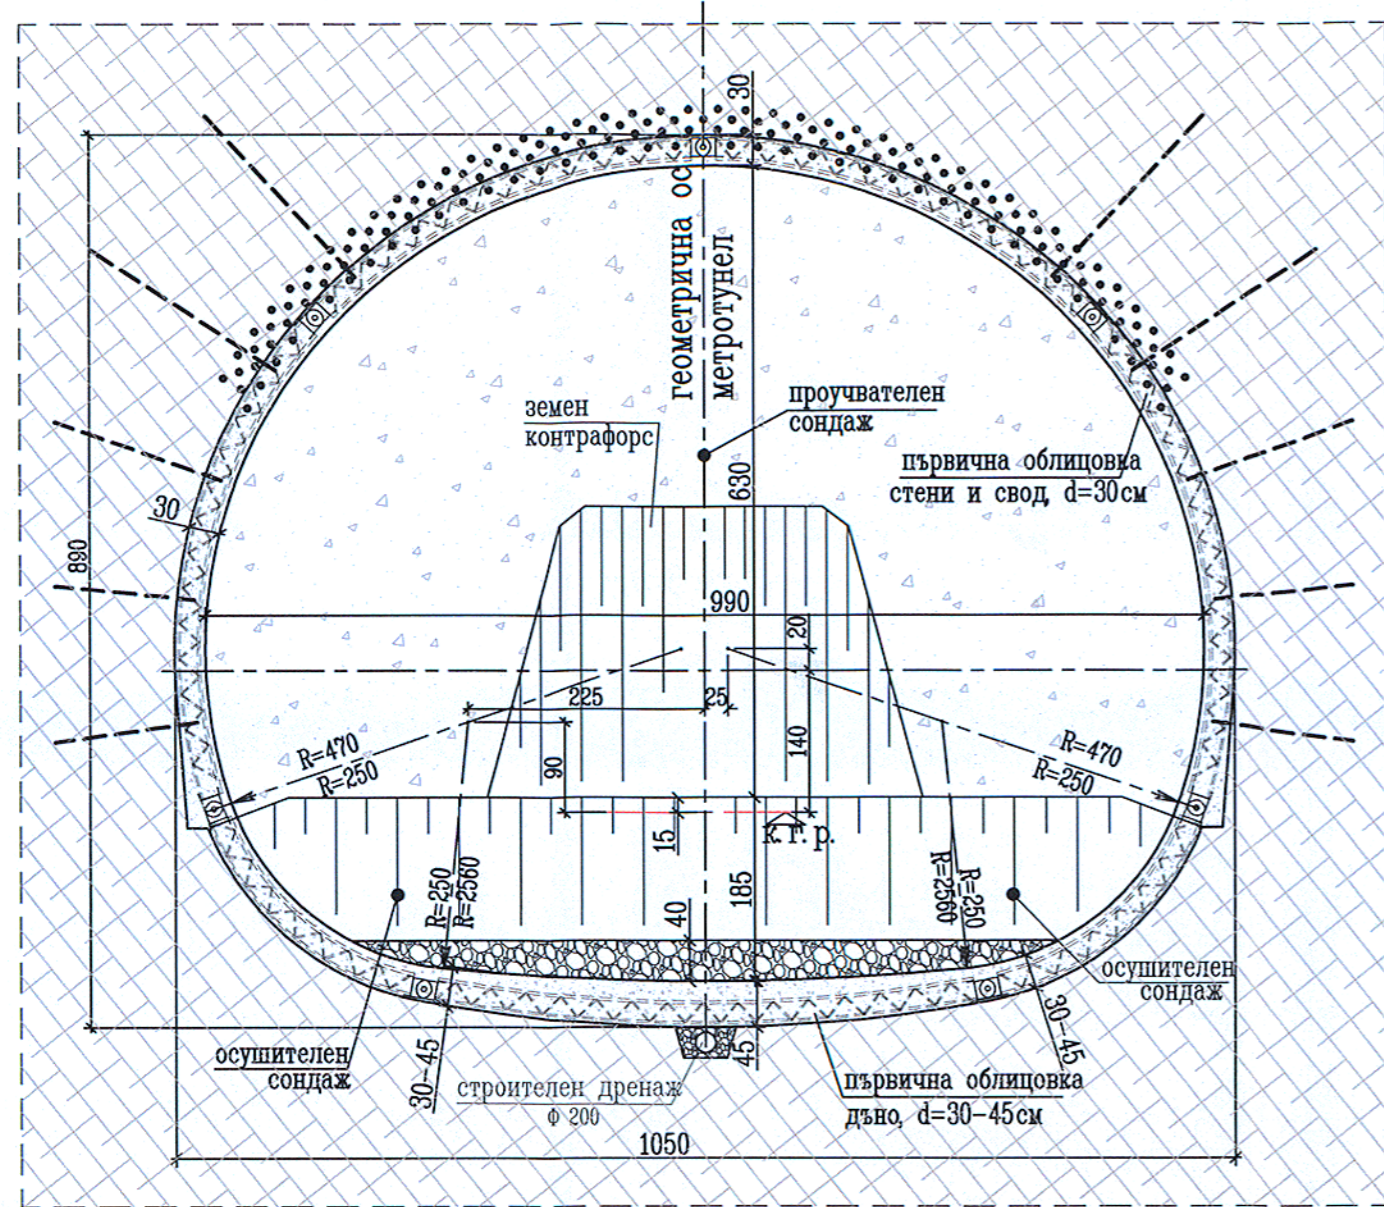 30
геометрична ос
метротунел
проучвателен
сондаж
земен
контрафорс
първична облицовка
стени и свод, d=30см
630
30
890
990
20
225
25
140
90
R=470
R=250
R=470
R=250
15
к.г.р.
185
40
R=250
R=2560
R=2560
R=250
осушителен
сондаж
осушителен
сондаж
30-45
строителен дренаж
ф 200
45
30-45
първична облицовка
дъно, d=30-45см
1050